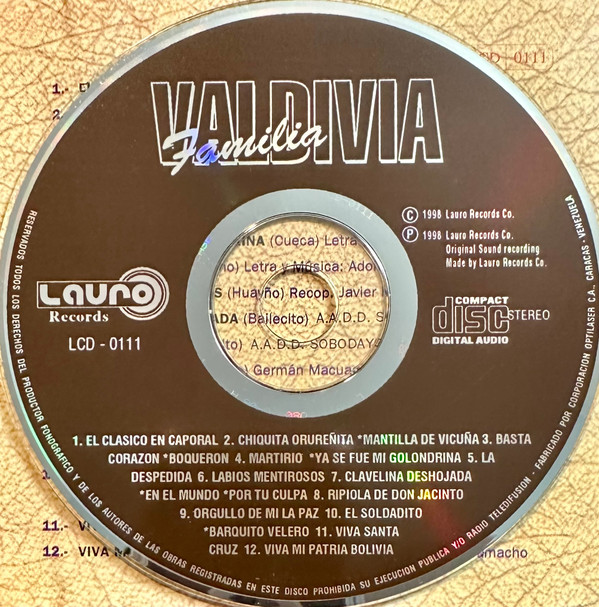 CD 0111
1.- E
2
VALDIVIA
Familia
Ⓒ 1998 Lauro Records Co.
Ⓟ 1998 Lauro Records Co.
Original Sound recording
Made by Lauro Records Co.
LAURO
Records
LCD - 0111
(Cueca) Letra
Letra y Música:
(Huayño) Recop. Javier
(Bailecito) A.A.D.D. S
A.A.D.D. SOBODAYC
Germán
COMPACT
disc STEREO
DIGITAL AUDIO
1. EL CLASICO EN CAPORAL 2. CHIQUITA ORUREÑITA *MANTILLA DE VICUÑA 3. BASTA
CORAZON *BOQUERON 4. MARTIRIO *YA SE FUE MI GOLONDRINA 5. LA
DESPEDIDA 6. LABIOS MENTIROSOS 7. CLAVELINA DESHOJADA
*EN EL MUNDO *POR TU CULPA 8. RIPIOLA DE DON JACINTO
9. ORGULLO DE MI LA PAZ 10. EL SOLDADITO
*BARQUITO VELERO 11. VIVA SANTA
CRUZ 12. VIVA MI PATRIA BOLIVIA
11.- VI
12.- VIVA
amacho
RESERVADOS TODOS LOS DERECHOS DEL PRODUCTOR FONOGRAFICO Y DE LOS AUTORES DE LAS OBRAS REGISTRADAS EN ESTE DISCO PROHIBIDA SU EJECUCION PUBLICA Y/O RADIO TELEDIFUSION - FABRICADO POR CORPORACION OPTILASER C.A., CARACAS - VENEZUELA